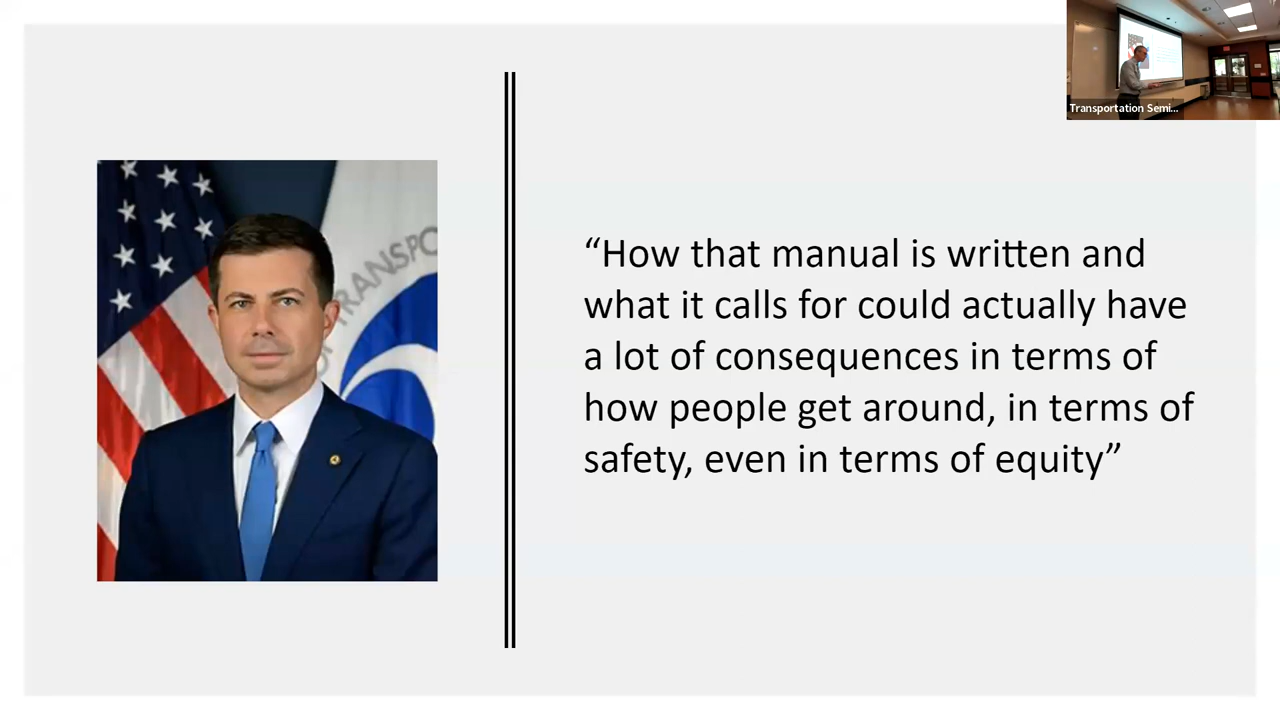 Transportation Semi...
TRANSPO
“How that manual is written and
what it calls for could actually have
a lot of consequences in terms of
how people get around, in terms of
safety, even in terms of equity”